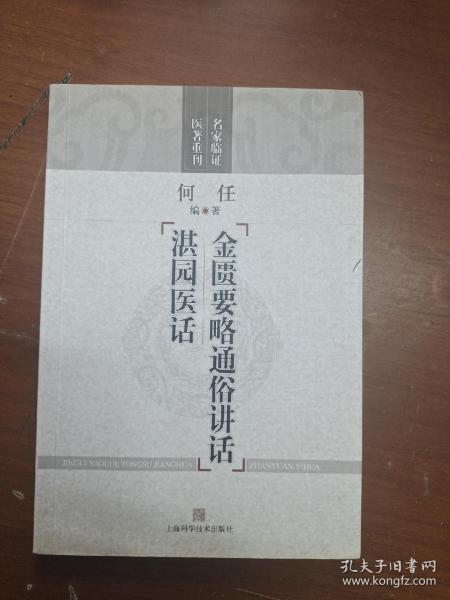 名家临证
医著重刊
何任
编著
金匮要略通俗讲话
湛园医话
JINGUI YAOLUE TONGSU JIANGHUA
ZHANYUAN YIHUA
上海科学技术出版社
孔夫子旧书网
www.kongfz.com